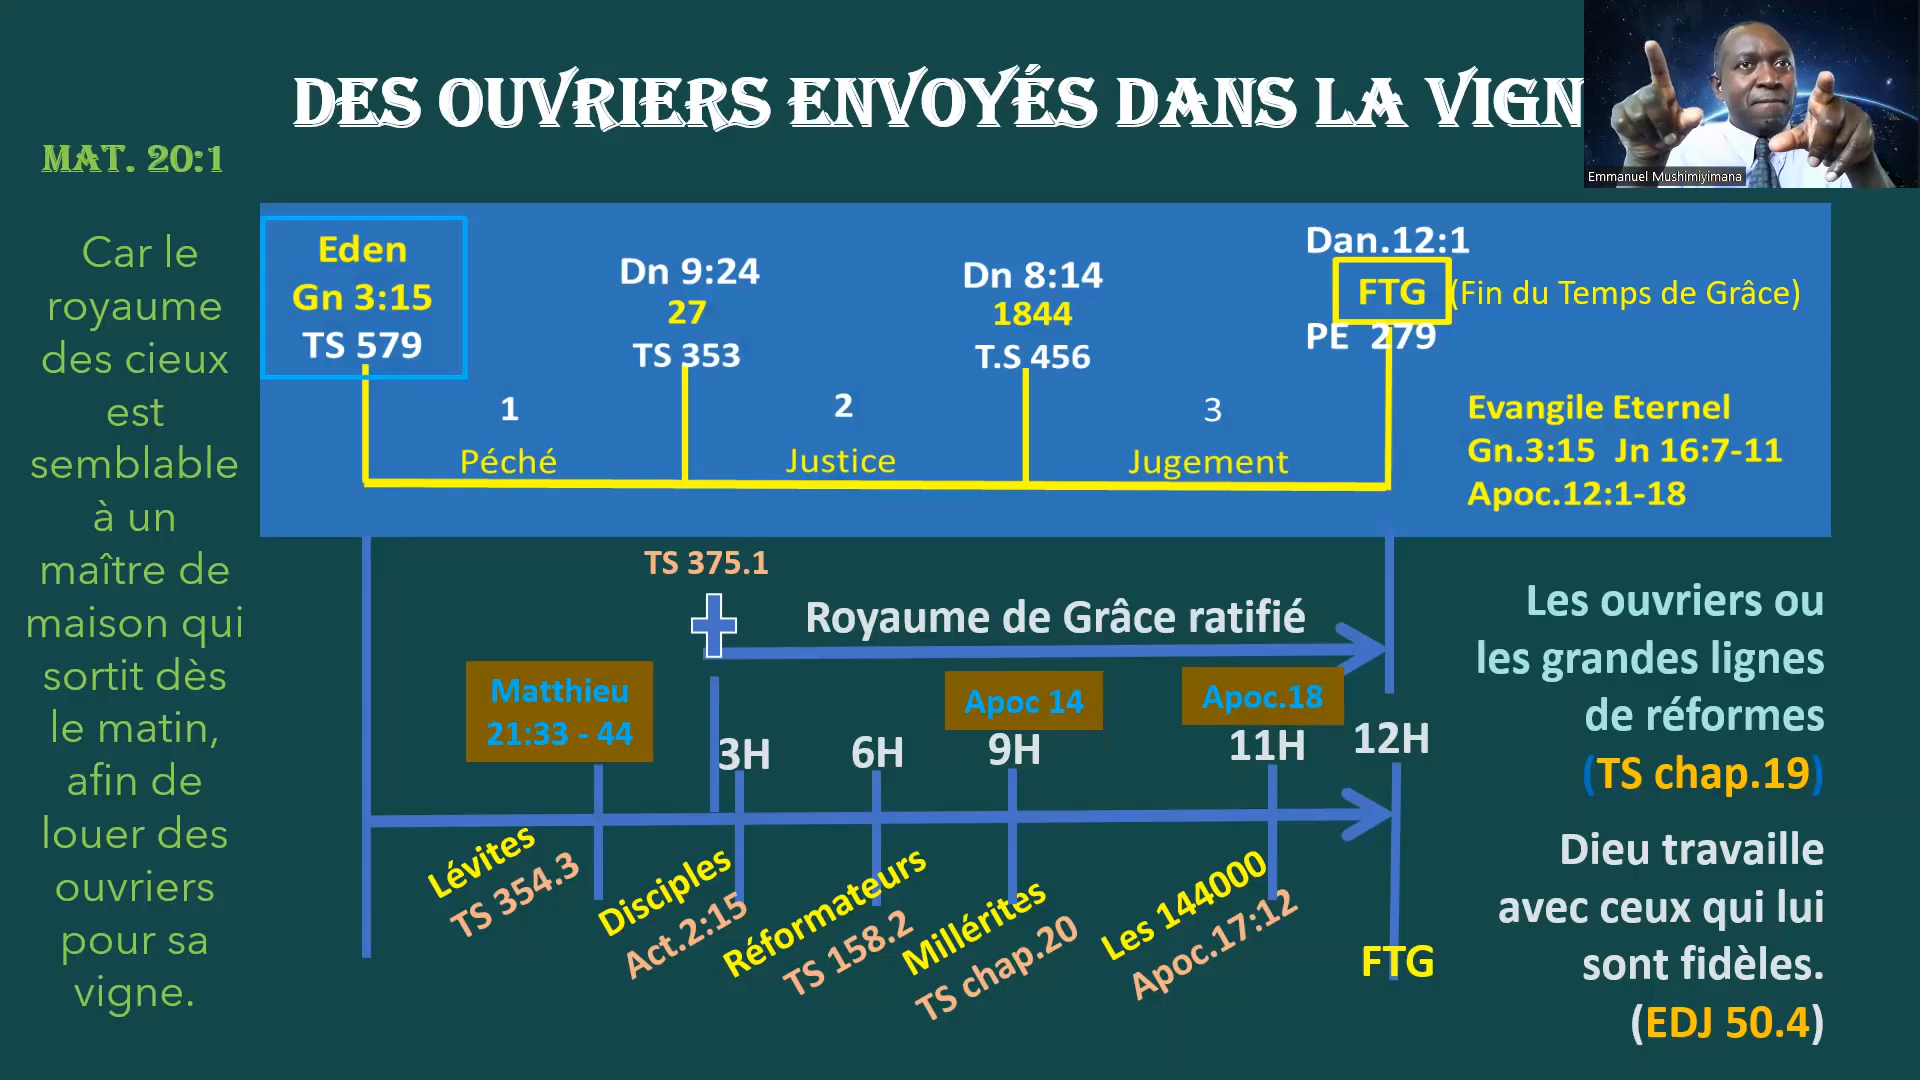 DES OUVRIERS ENVOYÉS DANS LA VIGN
Emmanuel Mushimiyimana
MAT. 20:1
Car le
royaume
des cieux
est
semblable
à un
maître de
maison qui
sortit dès
le matin,
afin de
louer des
ouvriers
pour sa
vigne.
Eden
Gn 3:15
TS 579
Dn 9:24
27
TS 353
Dn 8:14
1844
T.S 456
Dan.12:1
FTG (Fin du Temps de Grâce)
PE 279
1
Péché
2
Justice
3
Jugement
Evangile Eternel
Gn.3:15 Jn 16:7-11
Apoc.12:1-18
TS 375.1
Royaume de Grâce ratifié
Matthieu
21:33 - 44
Apoc 14
Apoc.18
3H
6H
9H
11H
12H
Lévites
TS 354.3
Disciples
Act.2:15
Réformateurs
TS 158.2
Millérites
TS chap.20
Les 144000
Apoc.17:12
FTG
Les ouvriers ou
les grandes lignes
de réformes
(TS chap.19)
Dieu travaille
avec ceux qui lui
sont fidèles.
(EDJ 50.4)